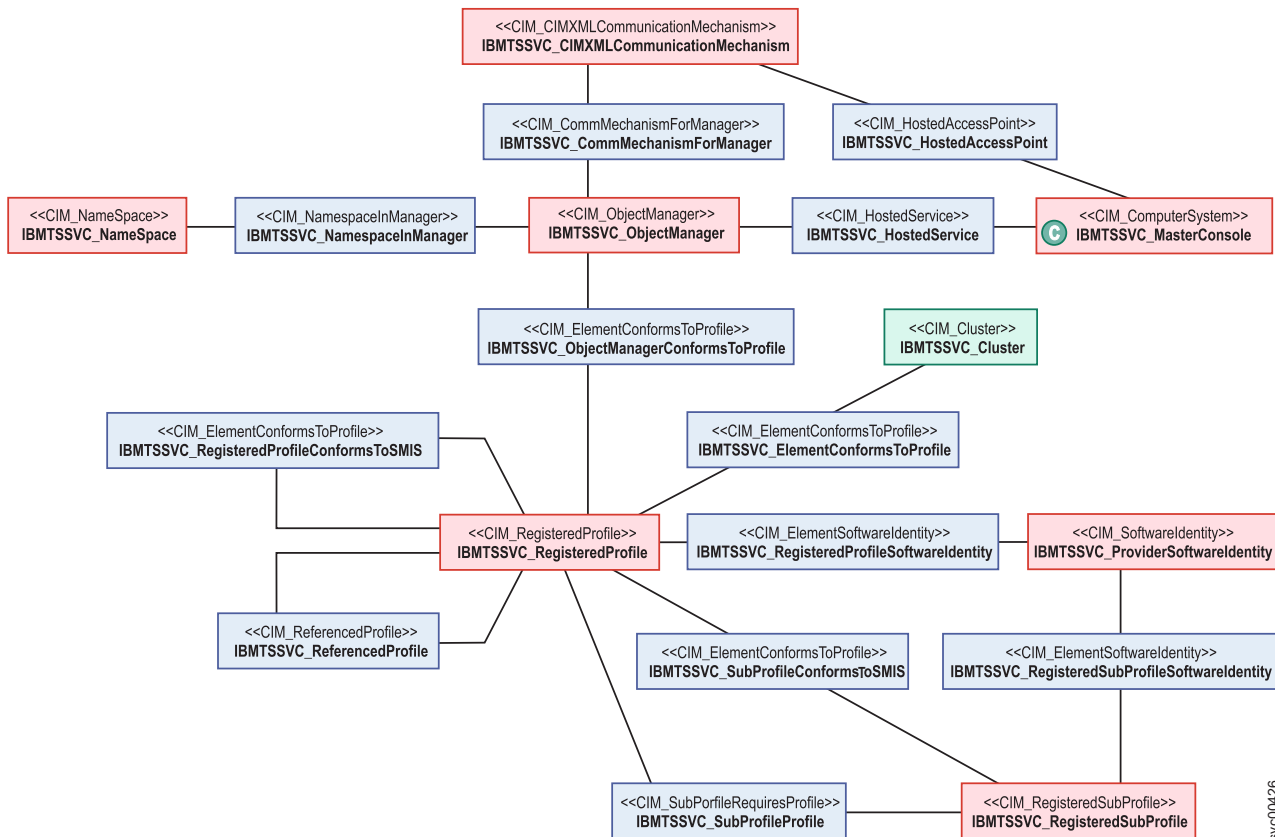 <<CIM_CIMXMLCommunicationMechanism>>
IBMTSSVC_CIMXMLCommunicationMechanism
<<CIM_CommMechanismForManager>>
IBMTSSVC_CommMechanismForManager
<<CIM_HostedAccessPoint>>
IBMTSSVC_HostedAccessPoint
<<CIM_NameSpace>>
IBMTSSVC_NameSpace
<<CIM_NamespaceInManager>>
IBMTSSVC_NamespaceInManager
<<CIM_ObjectManager>>
IBMTSSVC_ObjectManager
<<CIM_HostedService>>
IBMTSSVC_HostedService
C
<<CIM_ComputerSystem>>
IBMTSSVC_MasterConsole
<<CIM_ElementConformsToProfile>>
IBMTSSVC_ObjectManagerConformsToProfile
<<CIM_Cluster>>
IBMTSSVC_Cluster
<<CIM_ElementConformsToProfile>>
IBMTSSVC_RegisteredProfileConformsToSMIS
<<CIM_ElementConformsToProfile>>
IBMTSSVC_ElementConformsToProfile
<<CIM_RegisteredProfile>>
IBMTSSVC_RegisteredProfile
<<CIM_ElementSoftwareIdentity>>
IBMTSSVC_RegisteredProfileSoftwareIdentity
<<CIM_SoftwareIdentity>>
IBMTSSVC_ProviderSoftwareIdentity
<<CIM_ReferencedProfile>>
IBMTSSVC_ReferencedProfile
<<CIM_ElementConformsToProfile>>
IBMTSSVC_SubProfileConformsToSMIS
<<CIM_ElementSoftwareIdentity>>
IBMTSSVC_RegisteredSubProfileSoftwareIdentity
<<CIM_SubPorfileRequiresProfile>>
IBMTSSVC_SubProfileProfile
<<CIM_RegisteredSubProfile>>
IBMTSSVC_RegisteredSubProfile